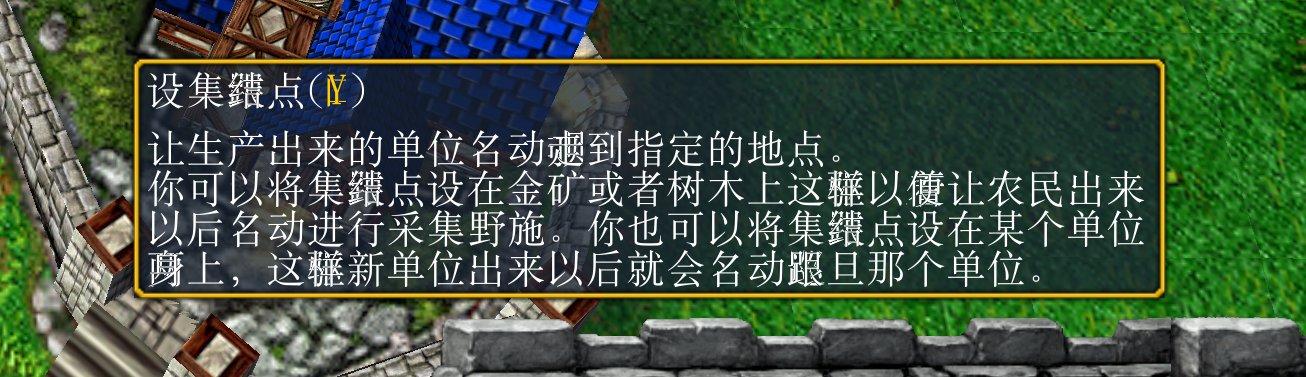 设集点(Y)
让生产出来的单位名动到指定的地点。
你可以将集点设在金矿或者树木上这以让农民出来
以后名动进行采集野施。你也可以将集点设在某个单位
上，这新单位出来以后就会名动旦那个单位。